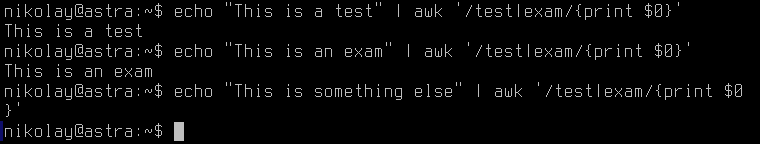 nikolay@astra:~$ echo "This is a test" | awk '/test|exam/{print $0}'
This is a test
nikolay@astra:~$ echo "This is an exam" | awk '/test|exam/{print $0}'
This is an exam
nikolay@astra:~$ echo "This is something else" | awk '/test|exam/{print $0
}'
nikolay@astra:~$